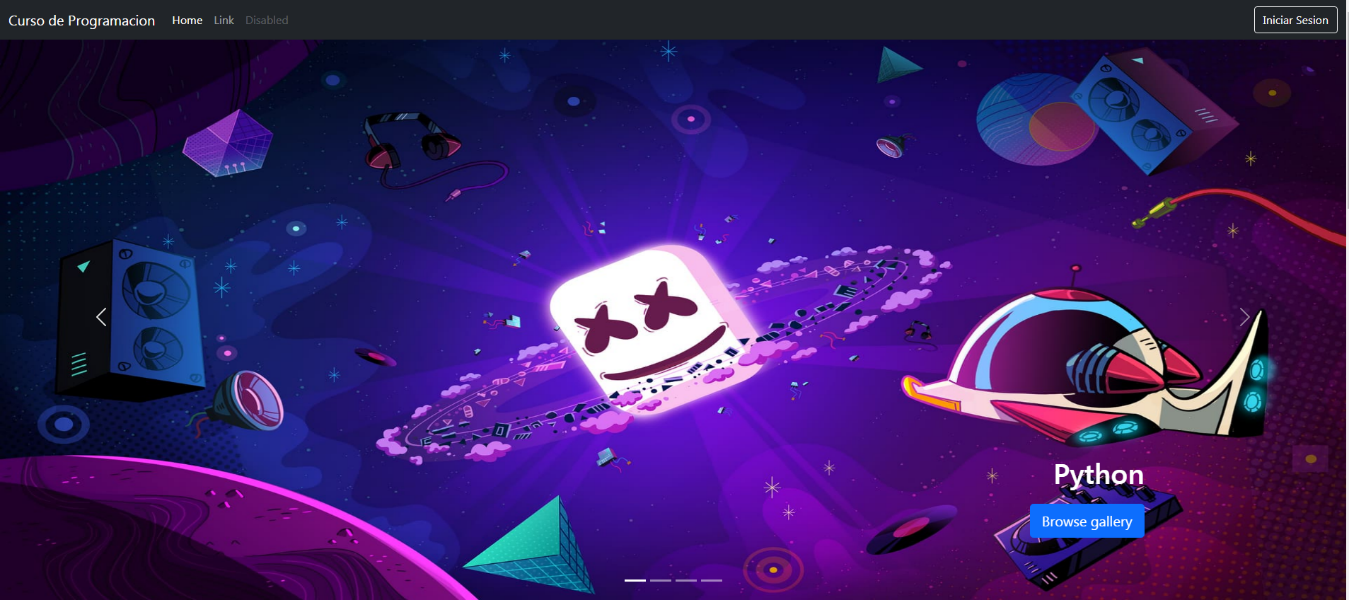 Curso de Programacion Home Link Disabled Iniciar Sesion
Python
Browse gallery